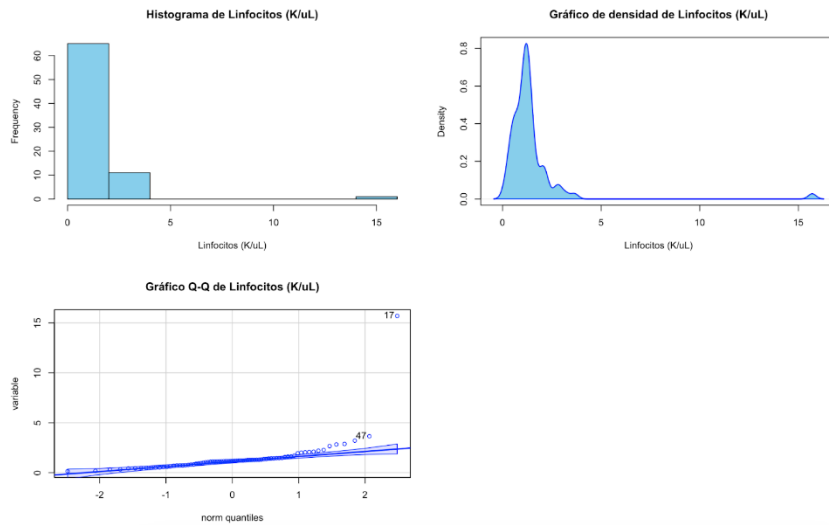 Histograma de Linfocitos (K/uL)
Frequency
0 10 20 30 40 50 60
0 5 10 15
Linfocitos (K/uL)
Gráfico de densidad de Linfocitos (K/uL)
Density
0.0 0.2 0.4 0.6 0.8
0 5 10 15
Linfocitos (K/uL)
Gráfico Q-Q de Linfocitos (K/uL)
variable
0 5 10 15
17
47
-2 -1 0 1 2
norm quantiles